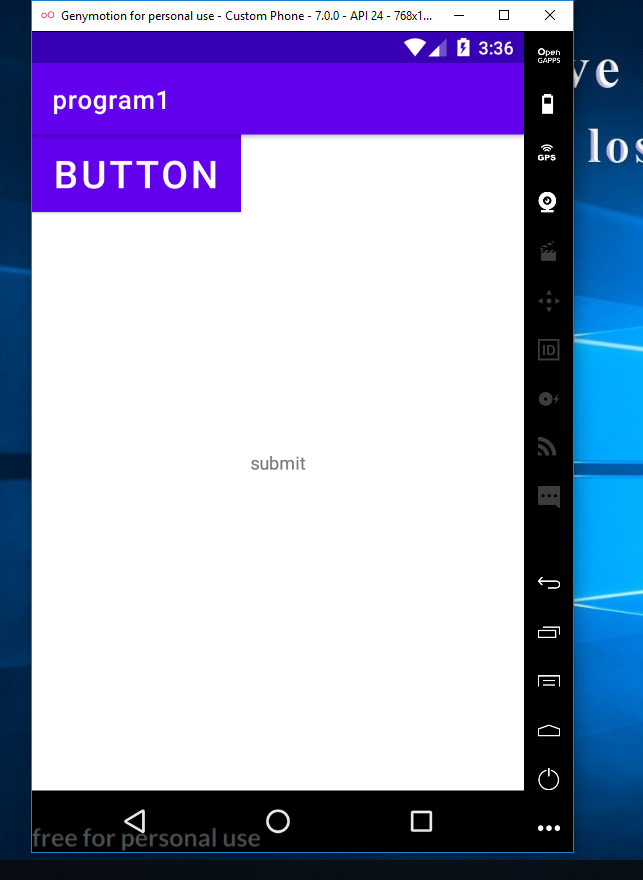 Genymotion for personal use - Custom Phone - 7.0.0 - API 24 - 768x1...
3:36
Open
GAPPS
program1
BUTTON
GPS
ID
submit
free for personal use
ve
los